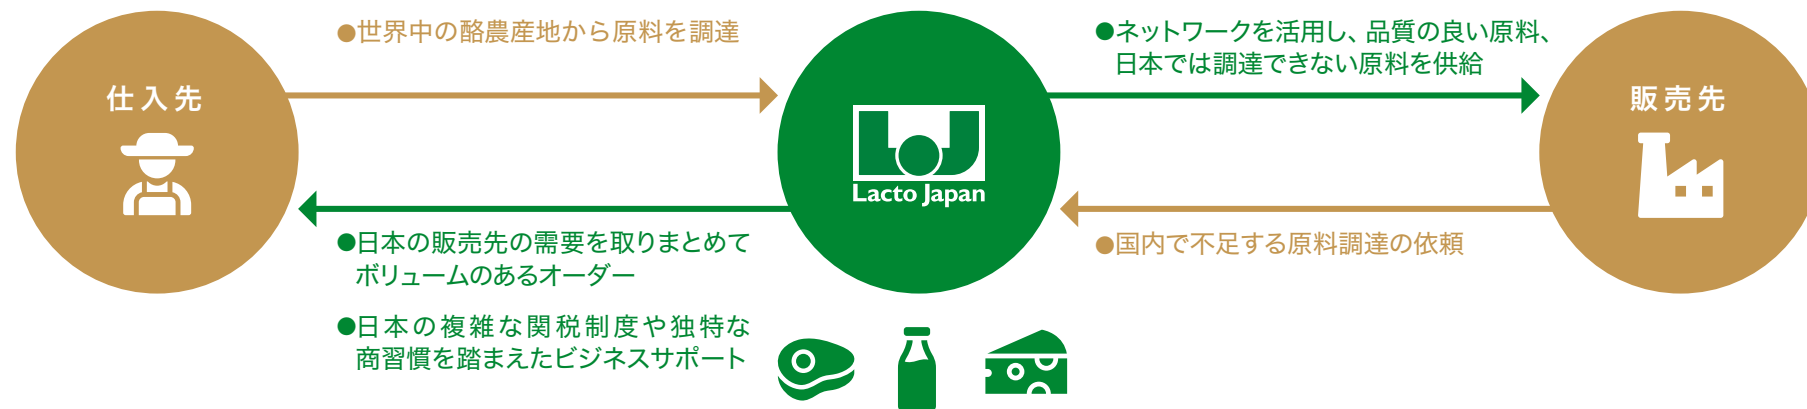 仕入先
●世界中の酪農産地から原料を調達
●日本の販売先の需要を取りまとめて
ボリュームのあるオーダー
●日本の複雑な関税制度や独特な
商習慣を踏まえたビジネスサポート
Lacto Japan
●ネットワークを活用し、品質の良い原料、
日本では調達できない原料を供給
●国内で不足する原料調達の依頼
販売先